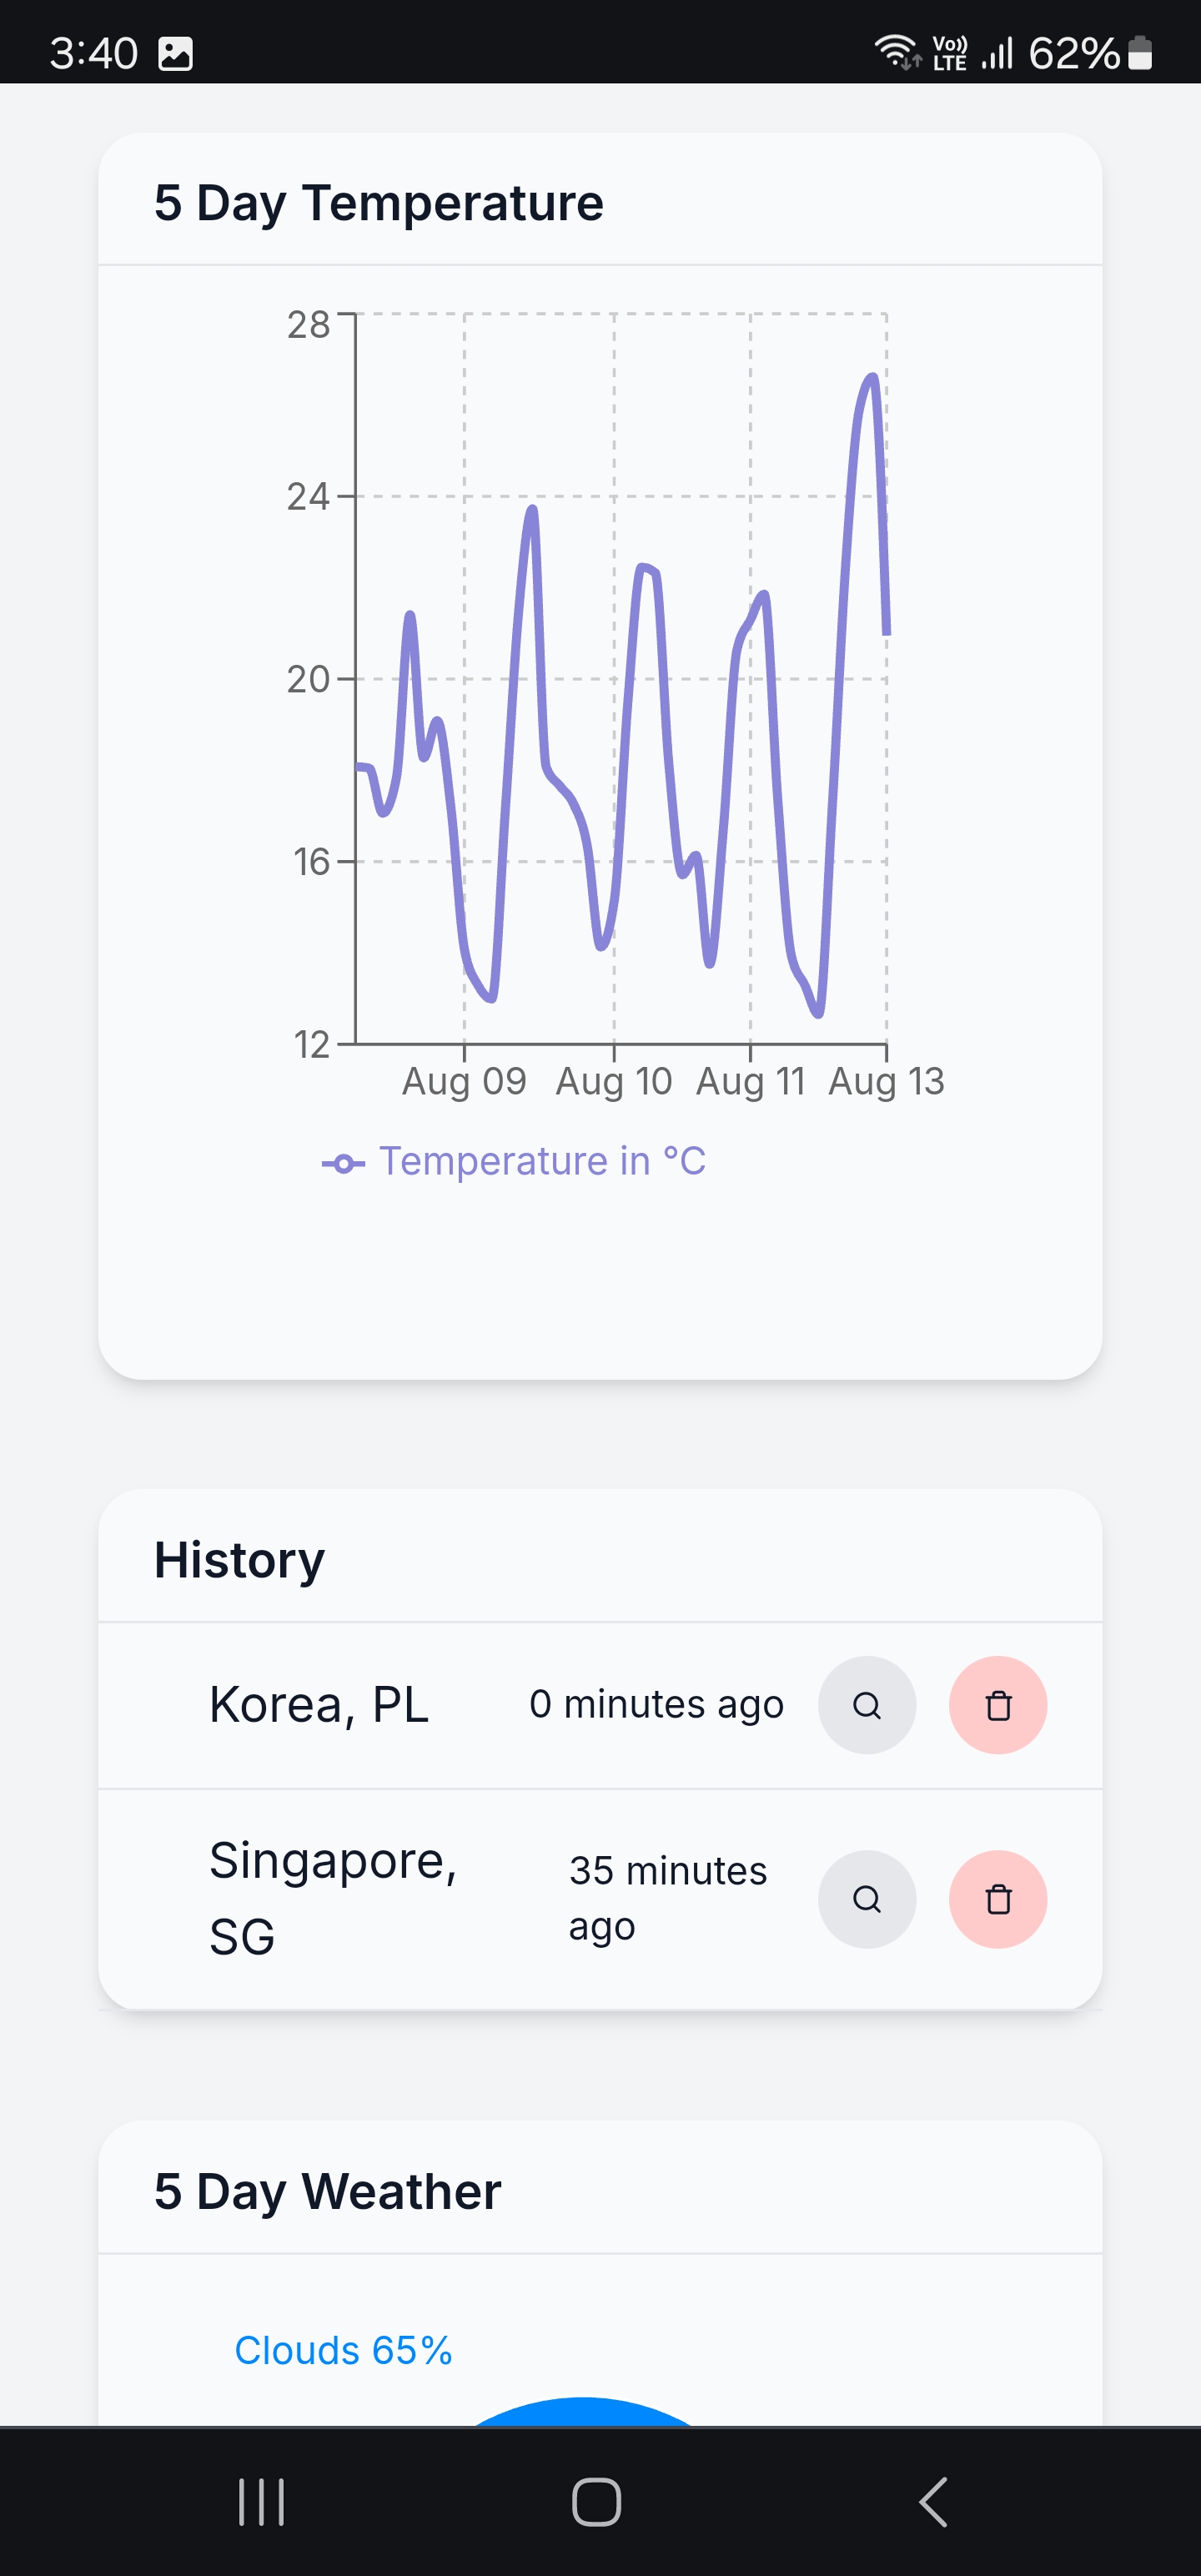 3:40 Vo)) LTE 62%
5 Day Temperature
28
24
20
16
12
Aug 09 Aug 10 Aug 11 Aug 13
Temperature in °C
History
Korea, PL 0 minutes ago
Singapore,
SG
35 minutes
ago
5 Day Weather
Clouds 65%